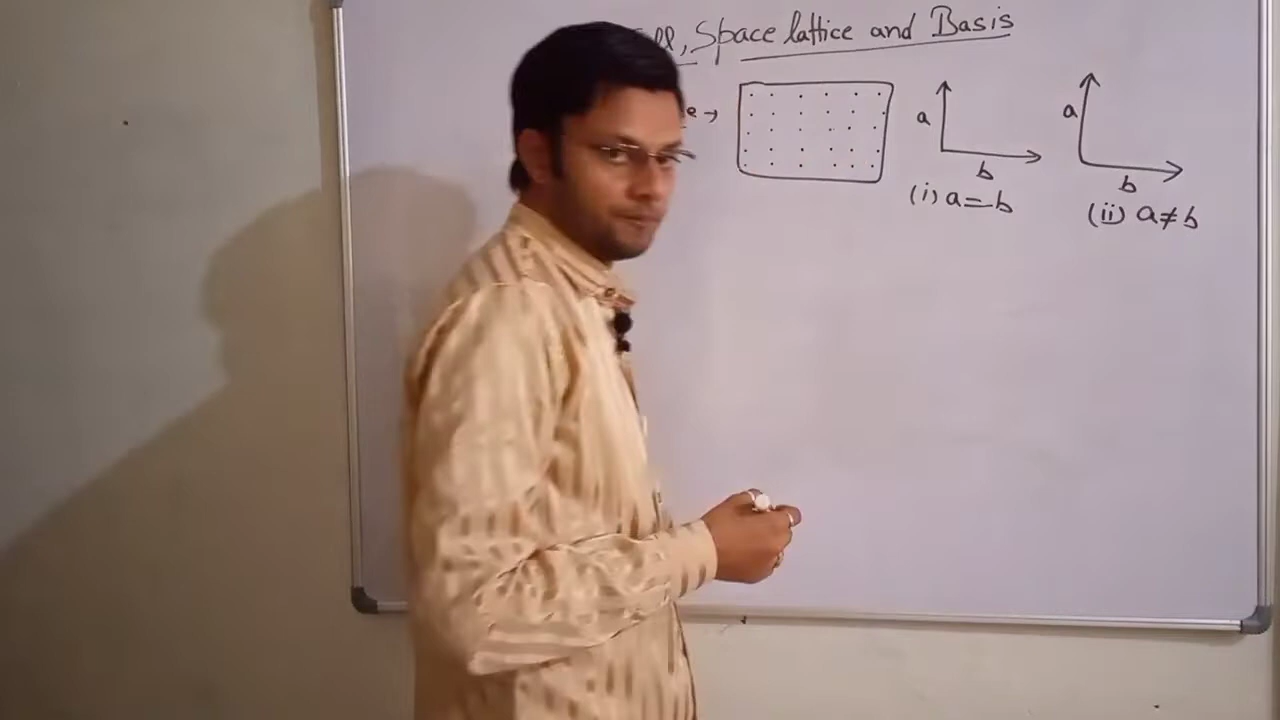 Space lattice and Basis
a
b
(i) a=b
a
b
(ii) a≠b